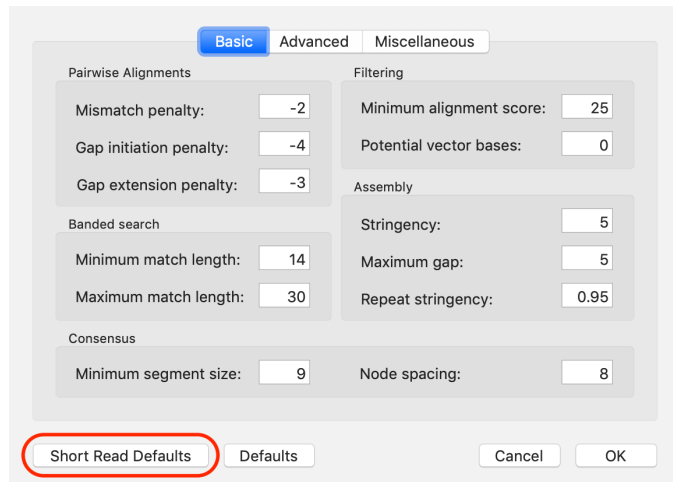 Basic Advanced Miscellaneous
Pairwise Alignments
Mismatch penalty: -2
Gap initiation penalty: -4
Gap extension penalty: -3
Banded search
Minimum match length: 14
Maximum match length: 30
Filtering
Minimum alignment score: 25
Potential vector bases: 0
Assembly
Stringency: 5
Maximum gap: 5
Repeat stringency: 0.95
Consensus
Minimum segment size: 9
Node spacing: 8
Short Read Defaults Defaults Cancel OK